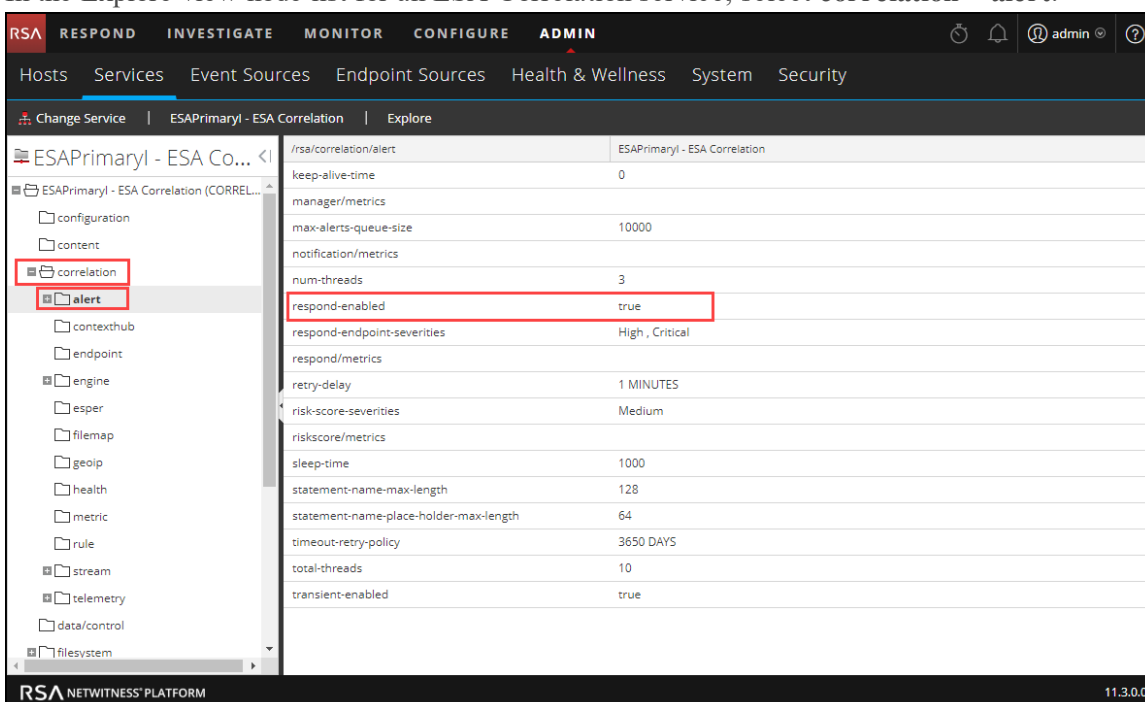 In the Explore view node list for an ESA Correlation service, select correlation > alert.
RSA RESPOND INVESTIGATE MONITOR CONFIGURE ADMIN admin ?
Hosts Services Event Sources Endpoint Sources Health & Wellness System Security
Change Service | ESAPrimaryI - ESA Correlation | Explore
ESAPrimaryI - ESA Co...
ESAPrimaryI - ESA Correlation (CORREL...
configuration
content
correlation
alert
contexthub
endpoint
engine
esper
filemap
geoip
health
metric
rule
stream
telemetry
data/control
filesystem
/rsa/correlation/alert ESAPrimaryI - ESA Correlation
keep-alive-time 0
manager/metrics
max-alerts-queue-size 10000
notification/metrics
num-threads 3
respond-enabled true
respond-endpoint-severities High , Critical
respond/metrics
retry-delay 1 MINUTES
risk-score-severities Medium
riskscore/metrics
sleep-time 1000
statement-name-max-length 128
statement-name-place-holder-max-length 64
timeout-retry-policy 3650 DAYS
total-threads 10
transient-enabled true
RSA NETWITNESS® PLATFORM 11.3.0.0